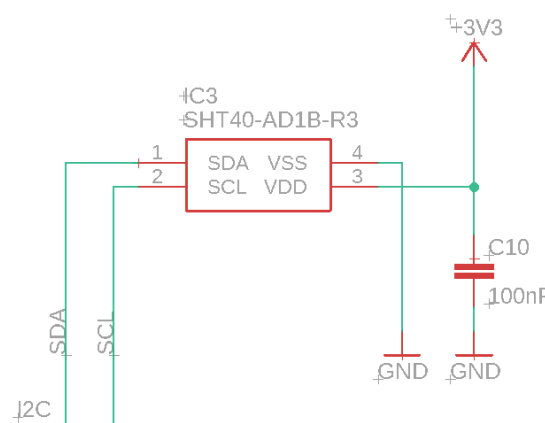 +3V3
IC3
SHT40-AD1B-R3
1 SDA VSS 4
2 SCL VDD 3
C10
100nF
SDA
SCL
GND
GND
I2C